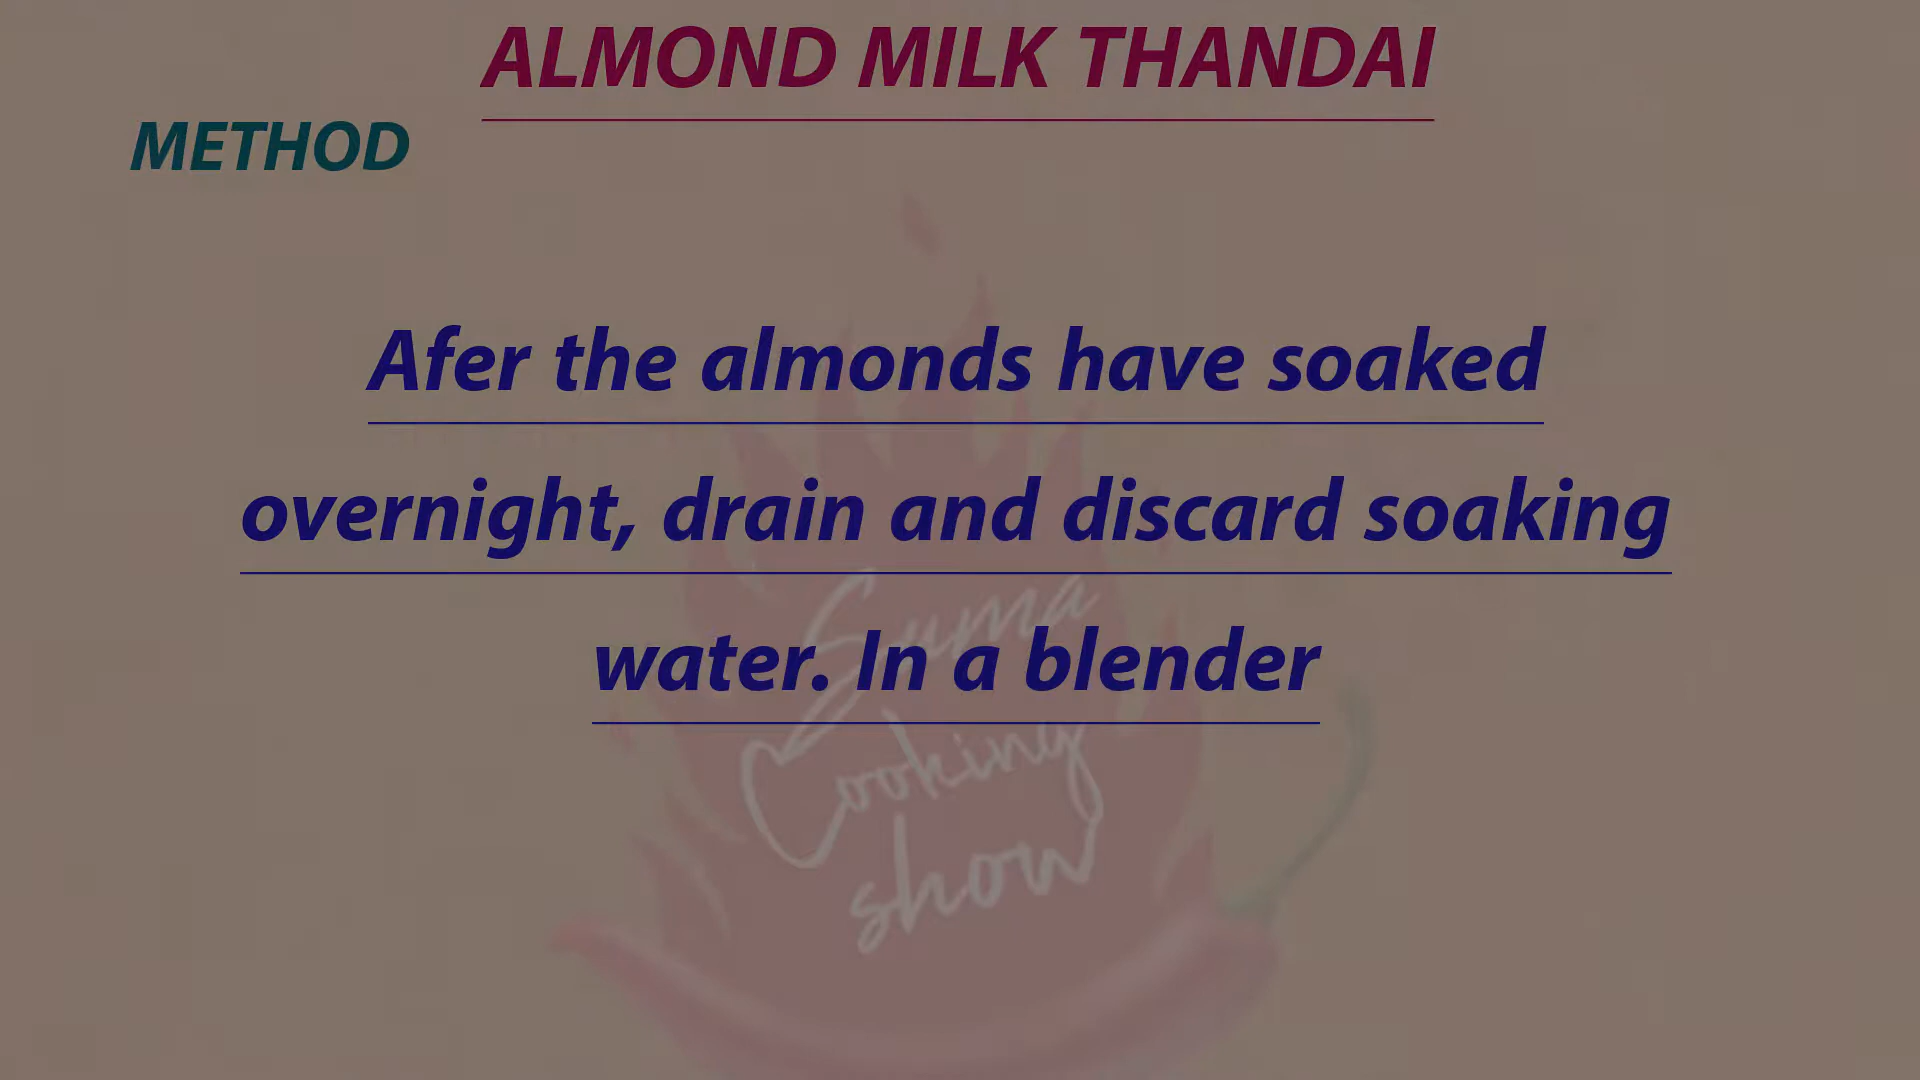 ALMOND MILK THANDAI
METHOD
Afer the almonds have soaked
overnight, drain and discard soaking
water. In a blender
Suma
Cooking
show